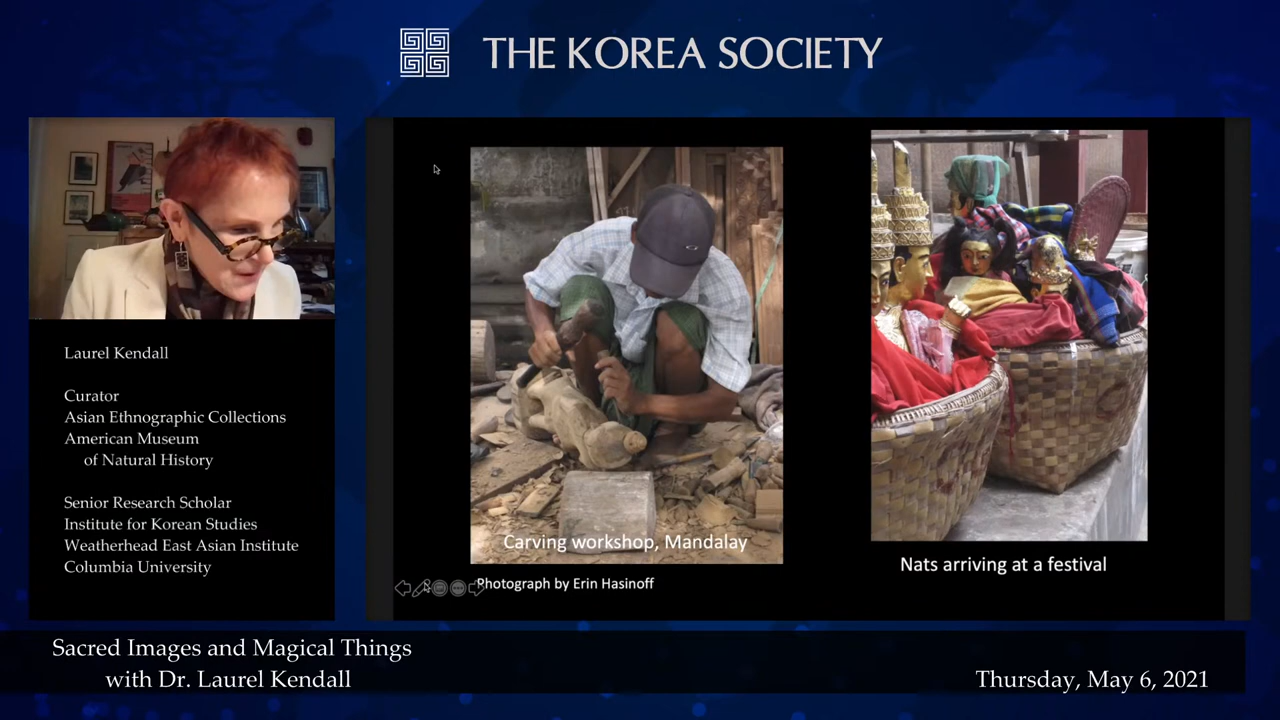 THE KOREA SOCIETY
Laurel Kendall
Curator
Asian Ethnographic Collections
American Museum
of Natural History
Senior Research Scholar
Institute for Korean Studies
Weatherhead East Asian Institute
Columbia University
Carving workshop, Mandalay
Photograph by Erin Hasinoff
Nats arriving at a festival
Sacred Images and Magical Things
with Dr. Laurel Kendall
Thursday, May 6, 2021